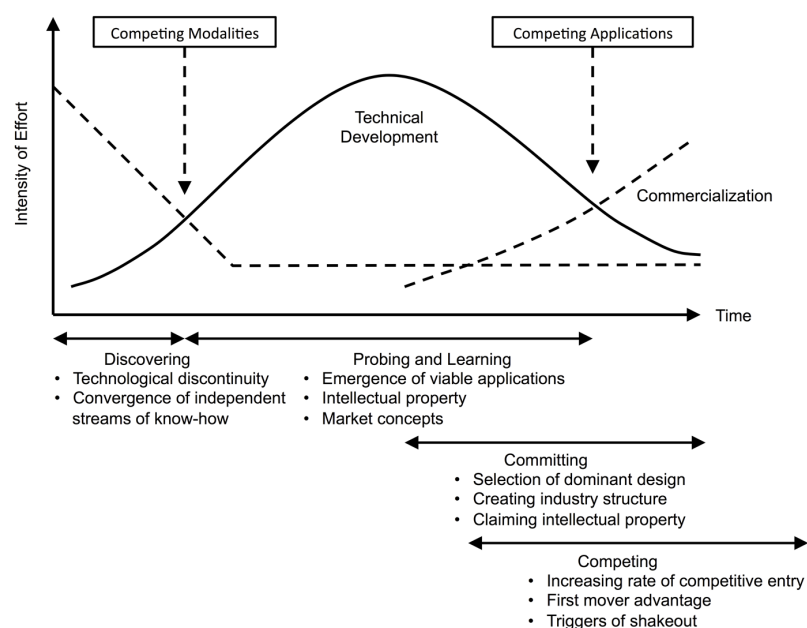 Competing Modalities
Competing Applications
Intensity of Effort
Technical
Development
Commercialization
Time
Discovering
• Technological discontinuity
• Convergence of independent
streams of know-how
Probing and Learning
• Emergence of viable applications
• Intellectual property
• Market concepts
Committing
• Selection of dominant design
• Creating industry structure
• Claiming intellectual property
Competing
• Increasing rate of competitive entry
• First mover advantage
• Triggers of shakeout